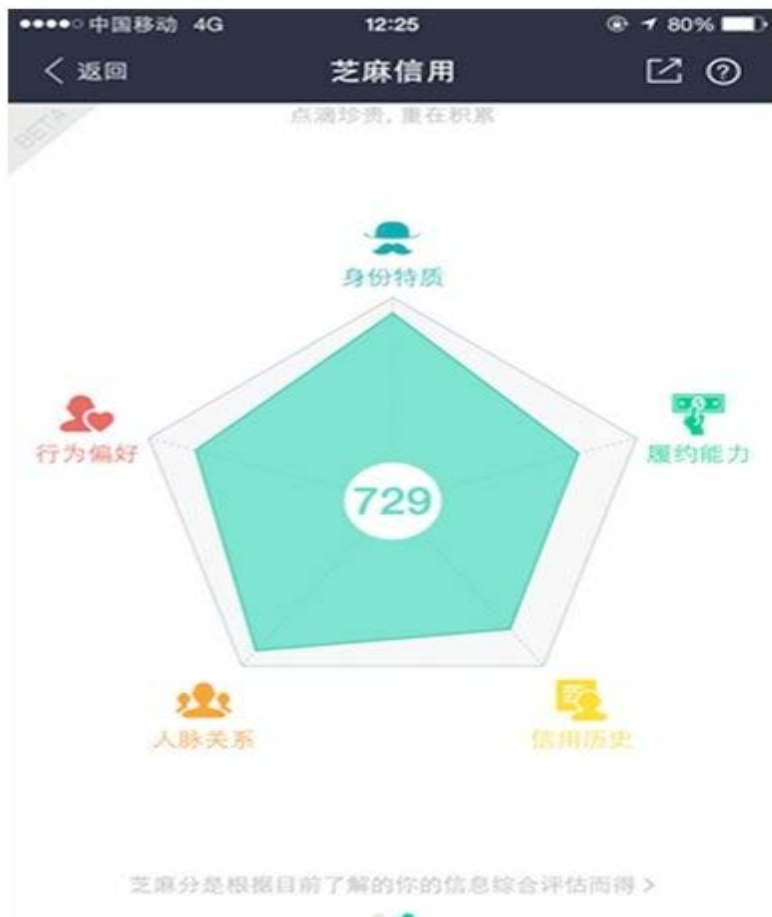 中国移动 4G 12:25 80%
返回 芝麻信用
BETA
点滴珍贵, 重在积累
身份特质
行为偏好
履约能力
729
人脉关系
信用历史
芝麻分是根据目前了解的你的信息综合评估而得 >